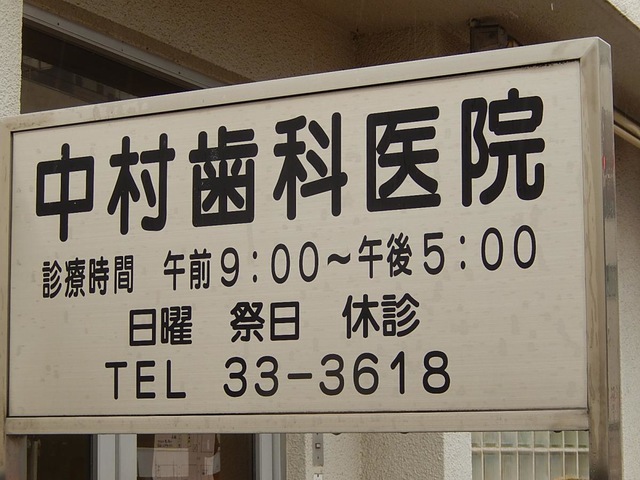 中村歯科医院
診療時間　午前9:00～午後5:00
日曜　祭日　休診
TEL 33-3618